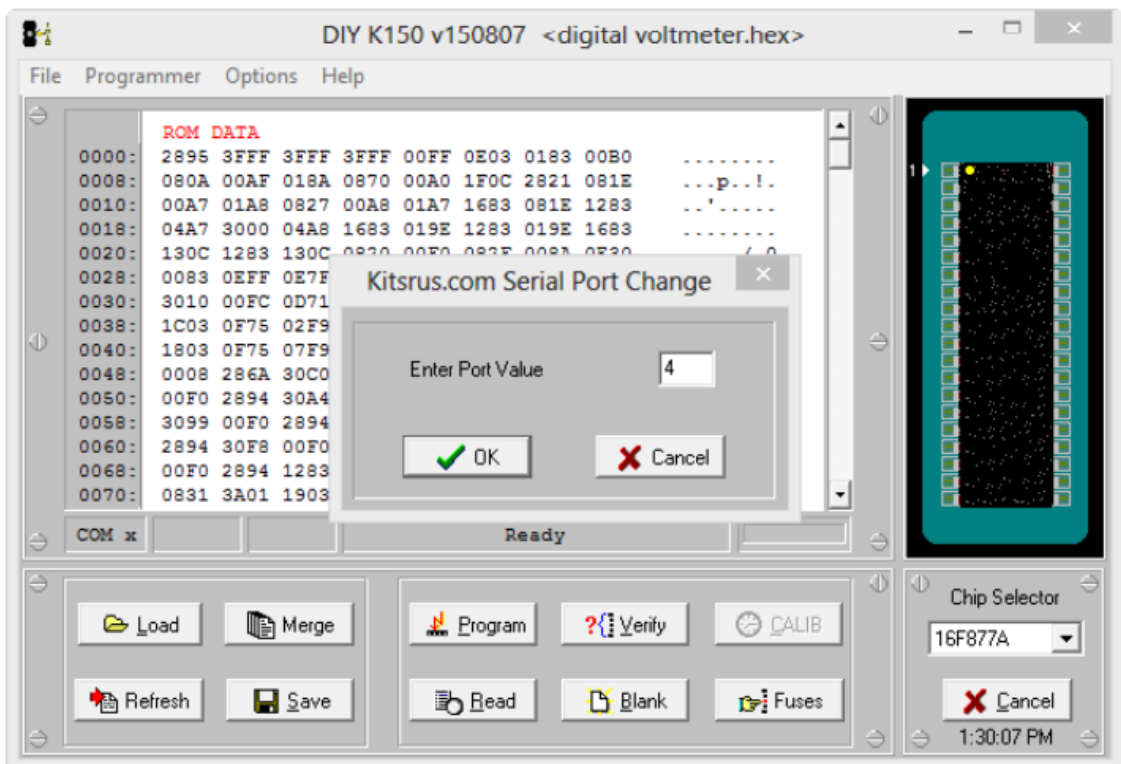 DIY K150 v150807 <digital voltmeter.hex>
File Programmer Options Help
ROM DATA
0000: 2895 3FFF 3FFF 3FFF 00FF 0E03 0183 00B0 ........
0008: 080A 00AF 018A 0870 00A0 1F0C 2821 081E ...p..!.
0010: 00A7 01A8 0827 00A8 01A7 1683 081E 1283 ..'.....
0018: 04A7 3000 04A8 1683 019E 1283 019E 1683 ........
0020: 130C 1283 130C
0028: 0083 0EFF 0E7F
0030: 3010 00FC 0D71
0038: 1C03 0F75 02F9
0040: 1803 0F75 07F9
0048: 0008 286A 30C0
0050: 00F0 2894 30A4
0058: 3099 00F0 2894
0060: 2894 30F8 00F0
0068: 00F0 2894 1283
0070: 0831 3A01 1903
Kitsrus.com Serial Port Change
Enter Port Value 4
OK Cancel
1
COM x Ready
Load Merge Program Verify CALIB
Refresh Save Read Blank Fuses
Chip Selector
16F877A
Cancel
1:30:07 PM